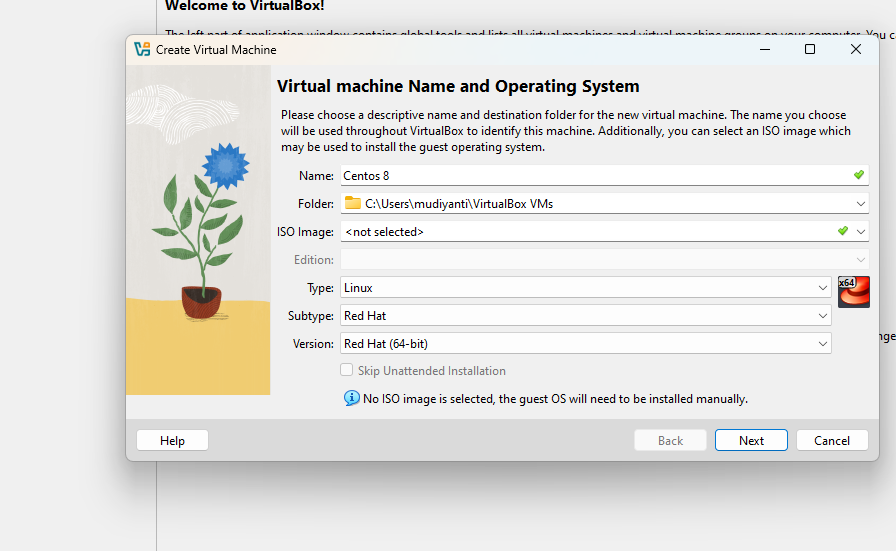 Welcome to VirtualBox!
The left part of application window contains global tools and lists all virtual machines and virtual machine groups on your computer. You c
Create Virtual Machine
Virtual machine Name and Operating System
Please choose a descriptive name and destination folder for the new virtual machine. The name you choose
will be used throughout VirtualBox to identify this machine. Additionally, you can select an ISO image which
may be used to install the guest operating system.
Name: Centos 8
Folder: C:\Users\mudiyanti\VirtualBox VMs
ISO Image: <not selected>
Edition:
Type: Linux
x64
Subtype: Red Hat
Version: Red Hat (64-bit)
nge
Skip Unattended Installation
No ISO image is selected, the guest OS will need to be installed manually.
Help Back Next Cancel